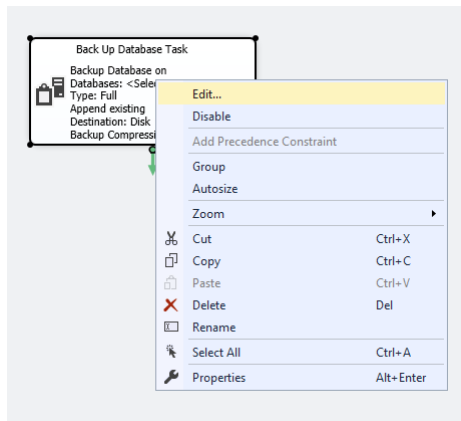 Back Up Database Task
Backup Database on
Databases: <Sele
Type: Full
Append existing
Destination: Disk
Backup Compressi
Edit...
Disable
Add Precedence Constraint
Group
Autosize
Zoom
Cut Ctrl+X
Copy Ctrl+C
Paste Ctrl+V
Delete Del
Rename
Select All Ctrl+A
Properties Alt+Enter